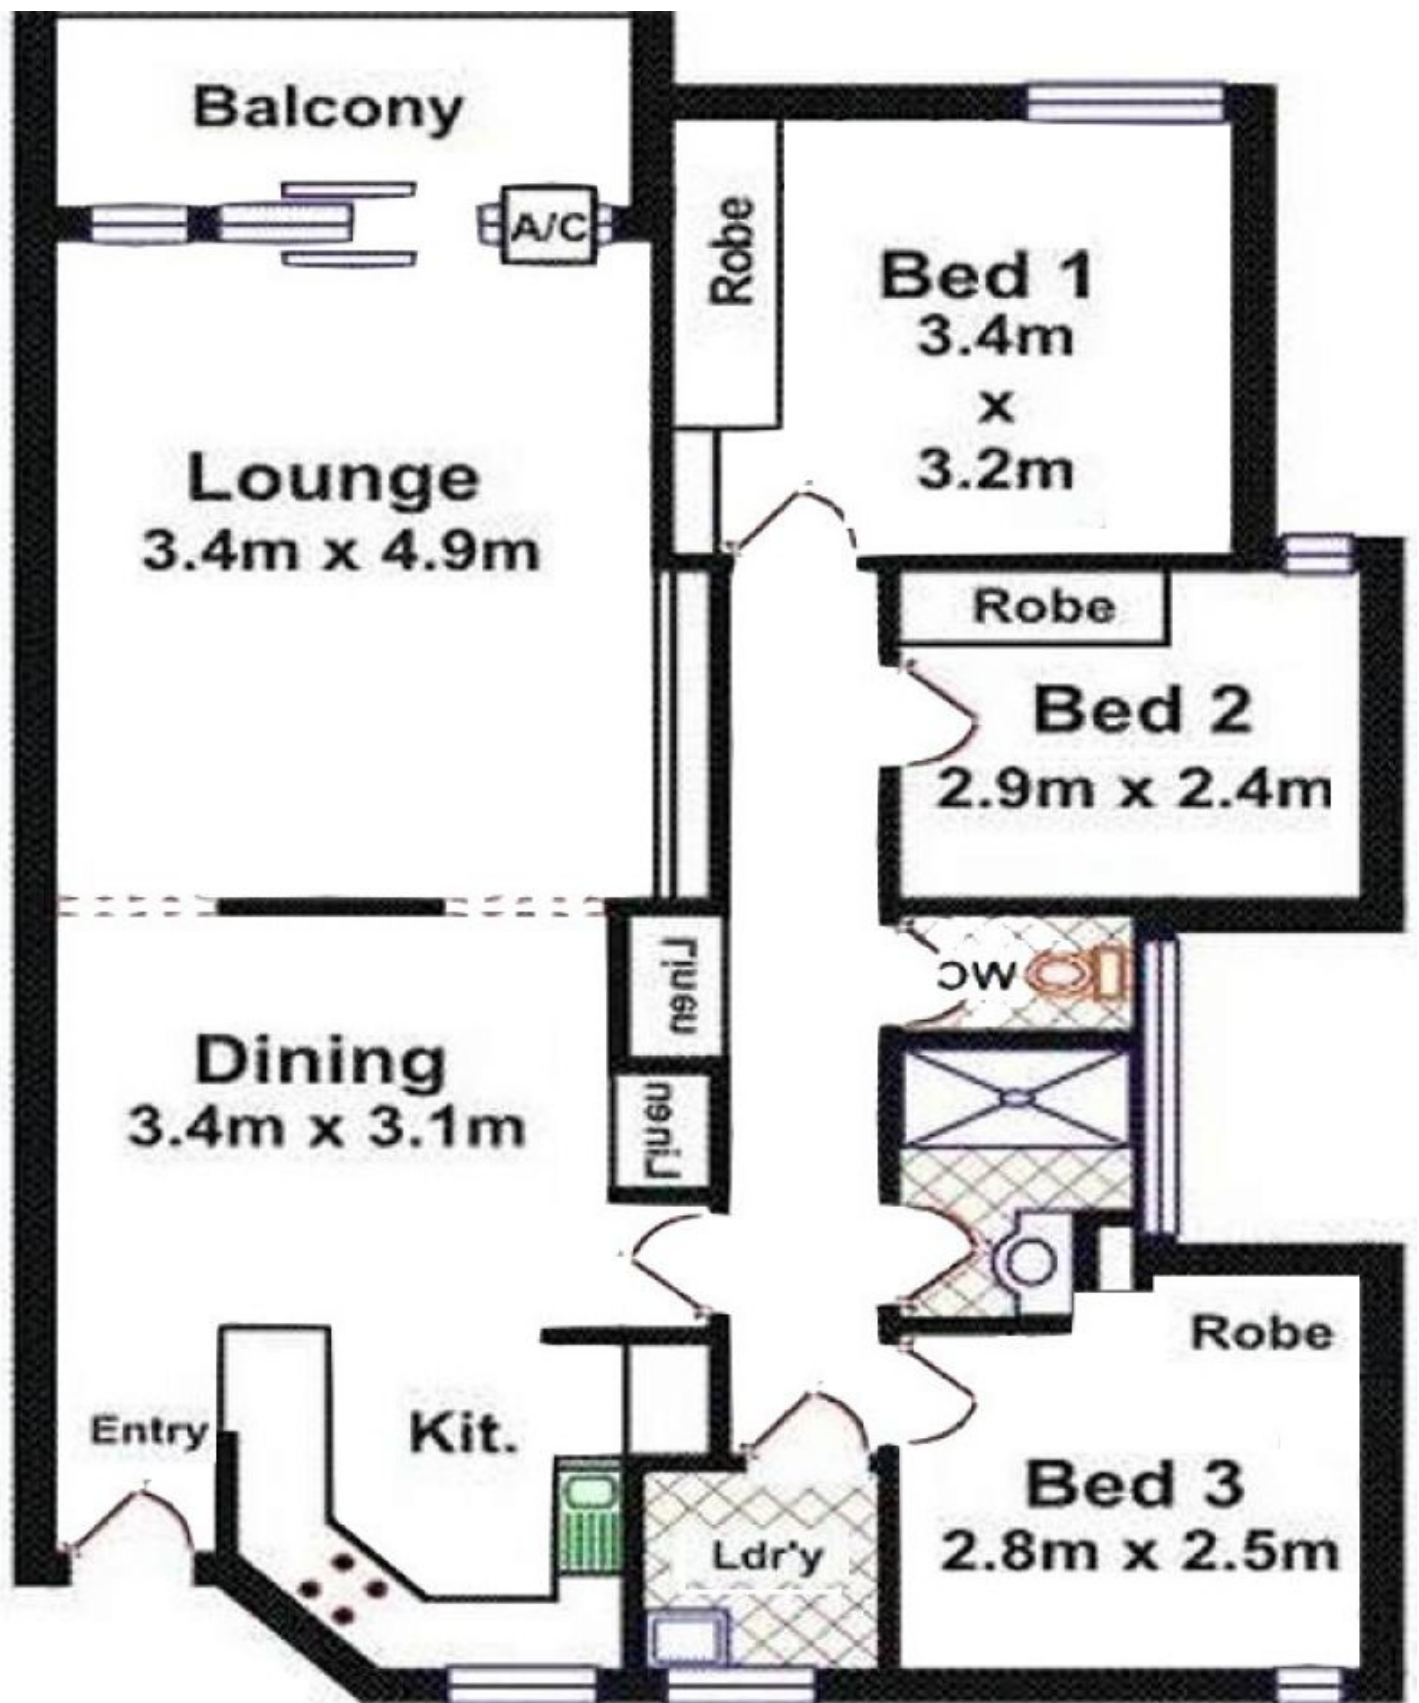 Balcony
A/C
Robe
Bed 1
3.4m
x
3.2m
Lounge
3.4m x 4.9m
Robe
Bed 2
2.9m x 2.4m
Linen
WC
Dining
3.4m x 3.1m
Linen
Robe
Entry
Kit.
Bed 3
2.8m x 2.5m
Ldr'y